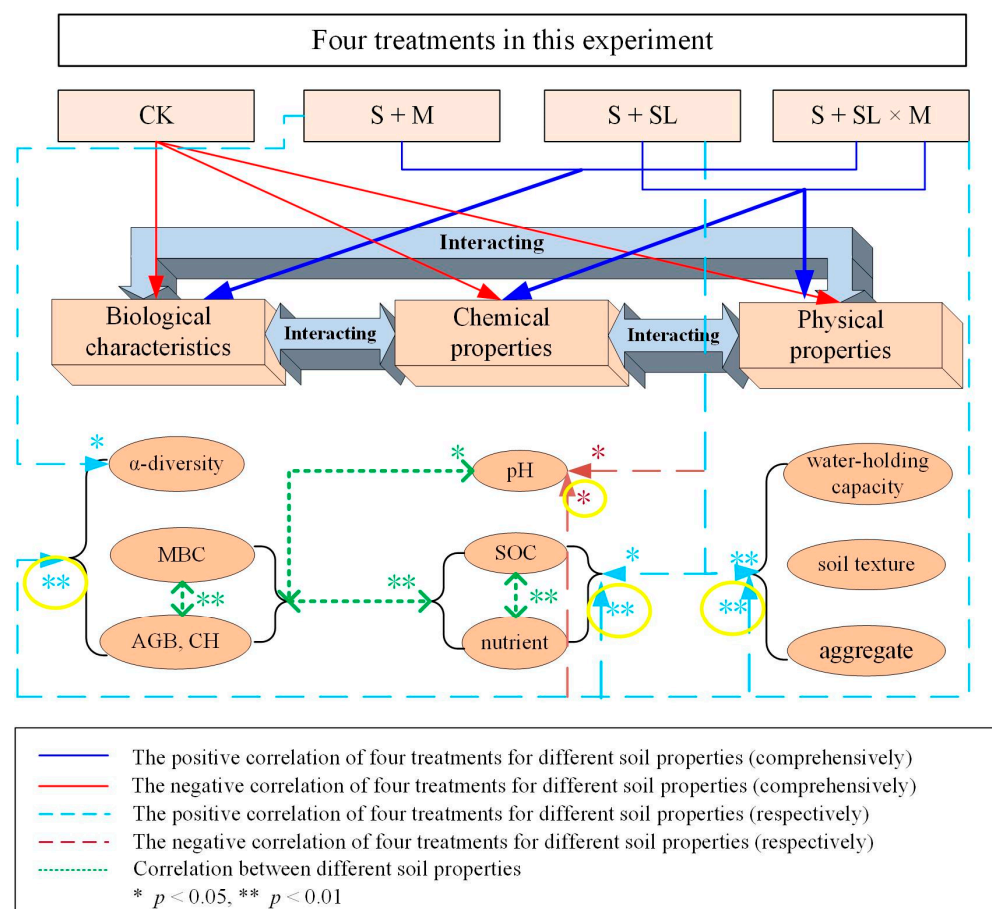 Four treatments in this experiment
CK
S + M
S + SL
S + SL × M
Interacting
Biological
characteristics
Interacting
Chemical
properties
Interacting
Physical
properties
*
α-diversity
*
pH
*
*
water-holding
capacity
MBC
**
SOC
*
**
soil texture
**
**
**
**
**
AGB, CH
nutrient
aggregate
The positive correlation of four treatments for different soil properties (comprehensively)
The negative correlation of four treatments for different soil properties (comprehensively)
The positive correlation of four treatments for different soil properties (respectively)
The negative correlation of four treatments for different soil properties (respectively)
Correlation between different soil properties
* p < 0.05, ** p < 0.01